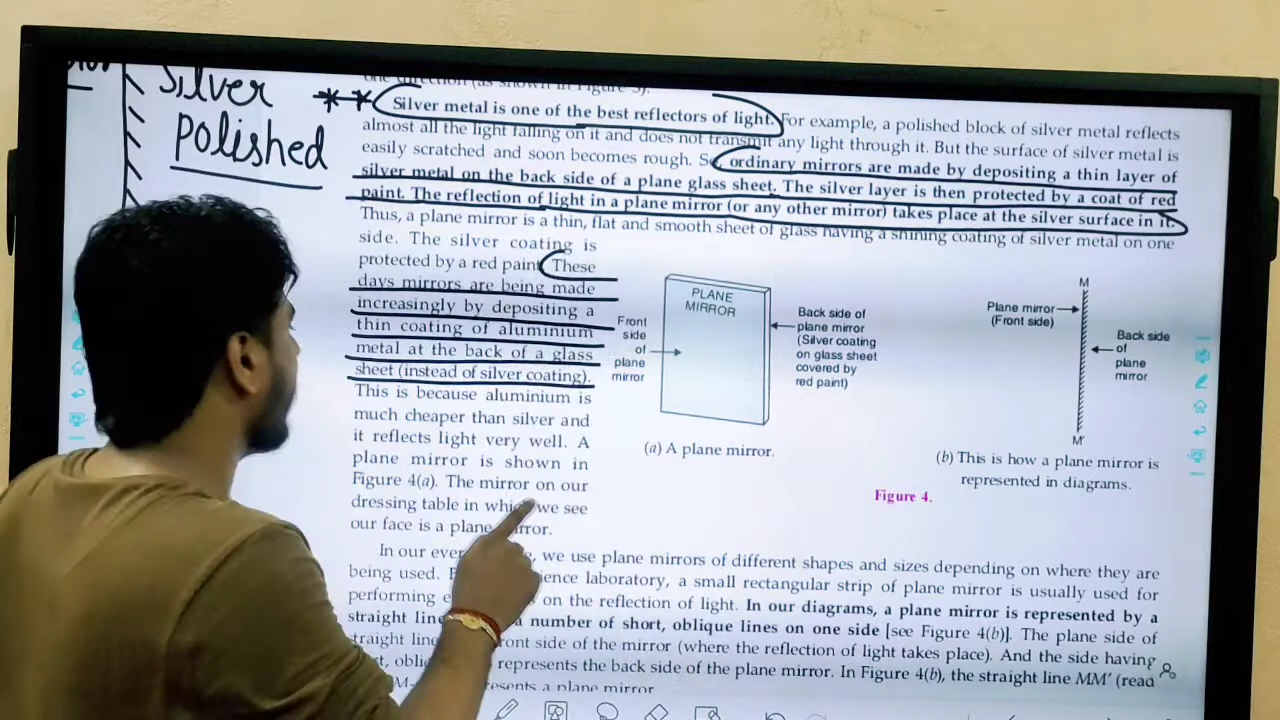 Silver
polished
one direction (as shown in Figure 3).
Silver metal is one of the best reflectors of light. For example, a polished block of silver metal reflects
almost all the light falling on it and does not transmit any light through it. But the surface of silver metal is
easily scratched and soon becomes rough. So, ordinary mirrors are made by depositing a thin layer of
silver metal on the back side of a plane glass sheet. The silver layer is then protected by a coat of red
paint. The reflection of light in a plane mirror (or any other mirror) takes place at the silver surface in it.
Thus, a plane mirror is a thin, flat and smooth sheet of glass having a shining coating of silver metal on one
side. The silver coating is
protected by a red paint. These
days mirrors are being made
increasingly by depositing a
thin coating of aluminium
metal at the back of a glass
sheet (instead of silver coating).
This is because aluminium is
much cheaper than silver and
it reflects light very well. A
plane mirror is shown in
Figure 4(a). The mirror on our
dressing table in which we see
our face is a plane mirror.
PLANE
MIRROR
Front
side
of
plane
mirror
Back side of
plane mirror
(Silver coating
on glass sheet
covered by
red paint)
(a) A plane mirror.
M
Plane mirror
(Front side)
Back side
of
plane
mirror
M'
(b) This is how a plane mirror is
represented in diagrams.
Figure 4.
In our we use plane mirrors of different shapes and sizes depending on where they are
being used. laboratory, a small rectangular strip of plane mirror is usually used for
performing on the reflection of light. In our diagrams, a plane mirror is represented by a
straight line a number of short, oblique lines on one side [see Figure 4(b)]. The plane side of
straight line front side of the mirror (where the reflection of light takes place). And the side having
represents the back side of the plane mirror. In Figure 4(b), the straight line MM' (read
a plane mirror